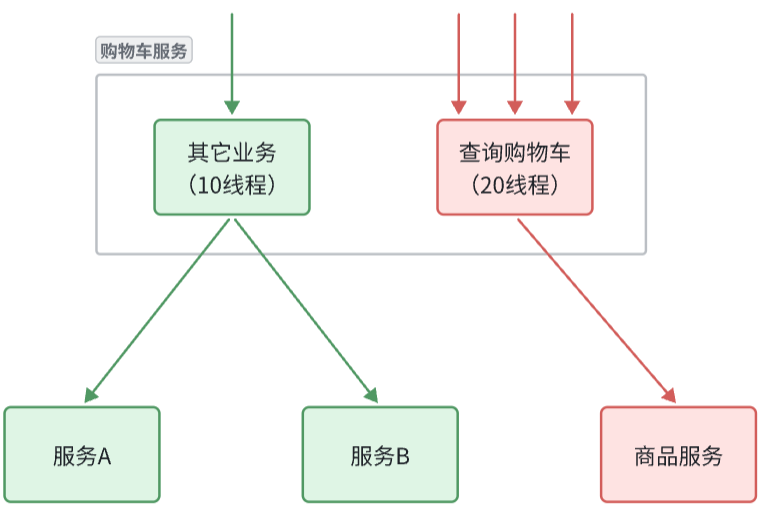 购物车服务
其它业务
（10线程）
查询购物车
（20线程）
服务A
服务B
商品服务